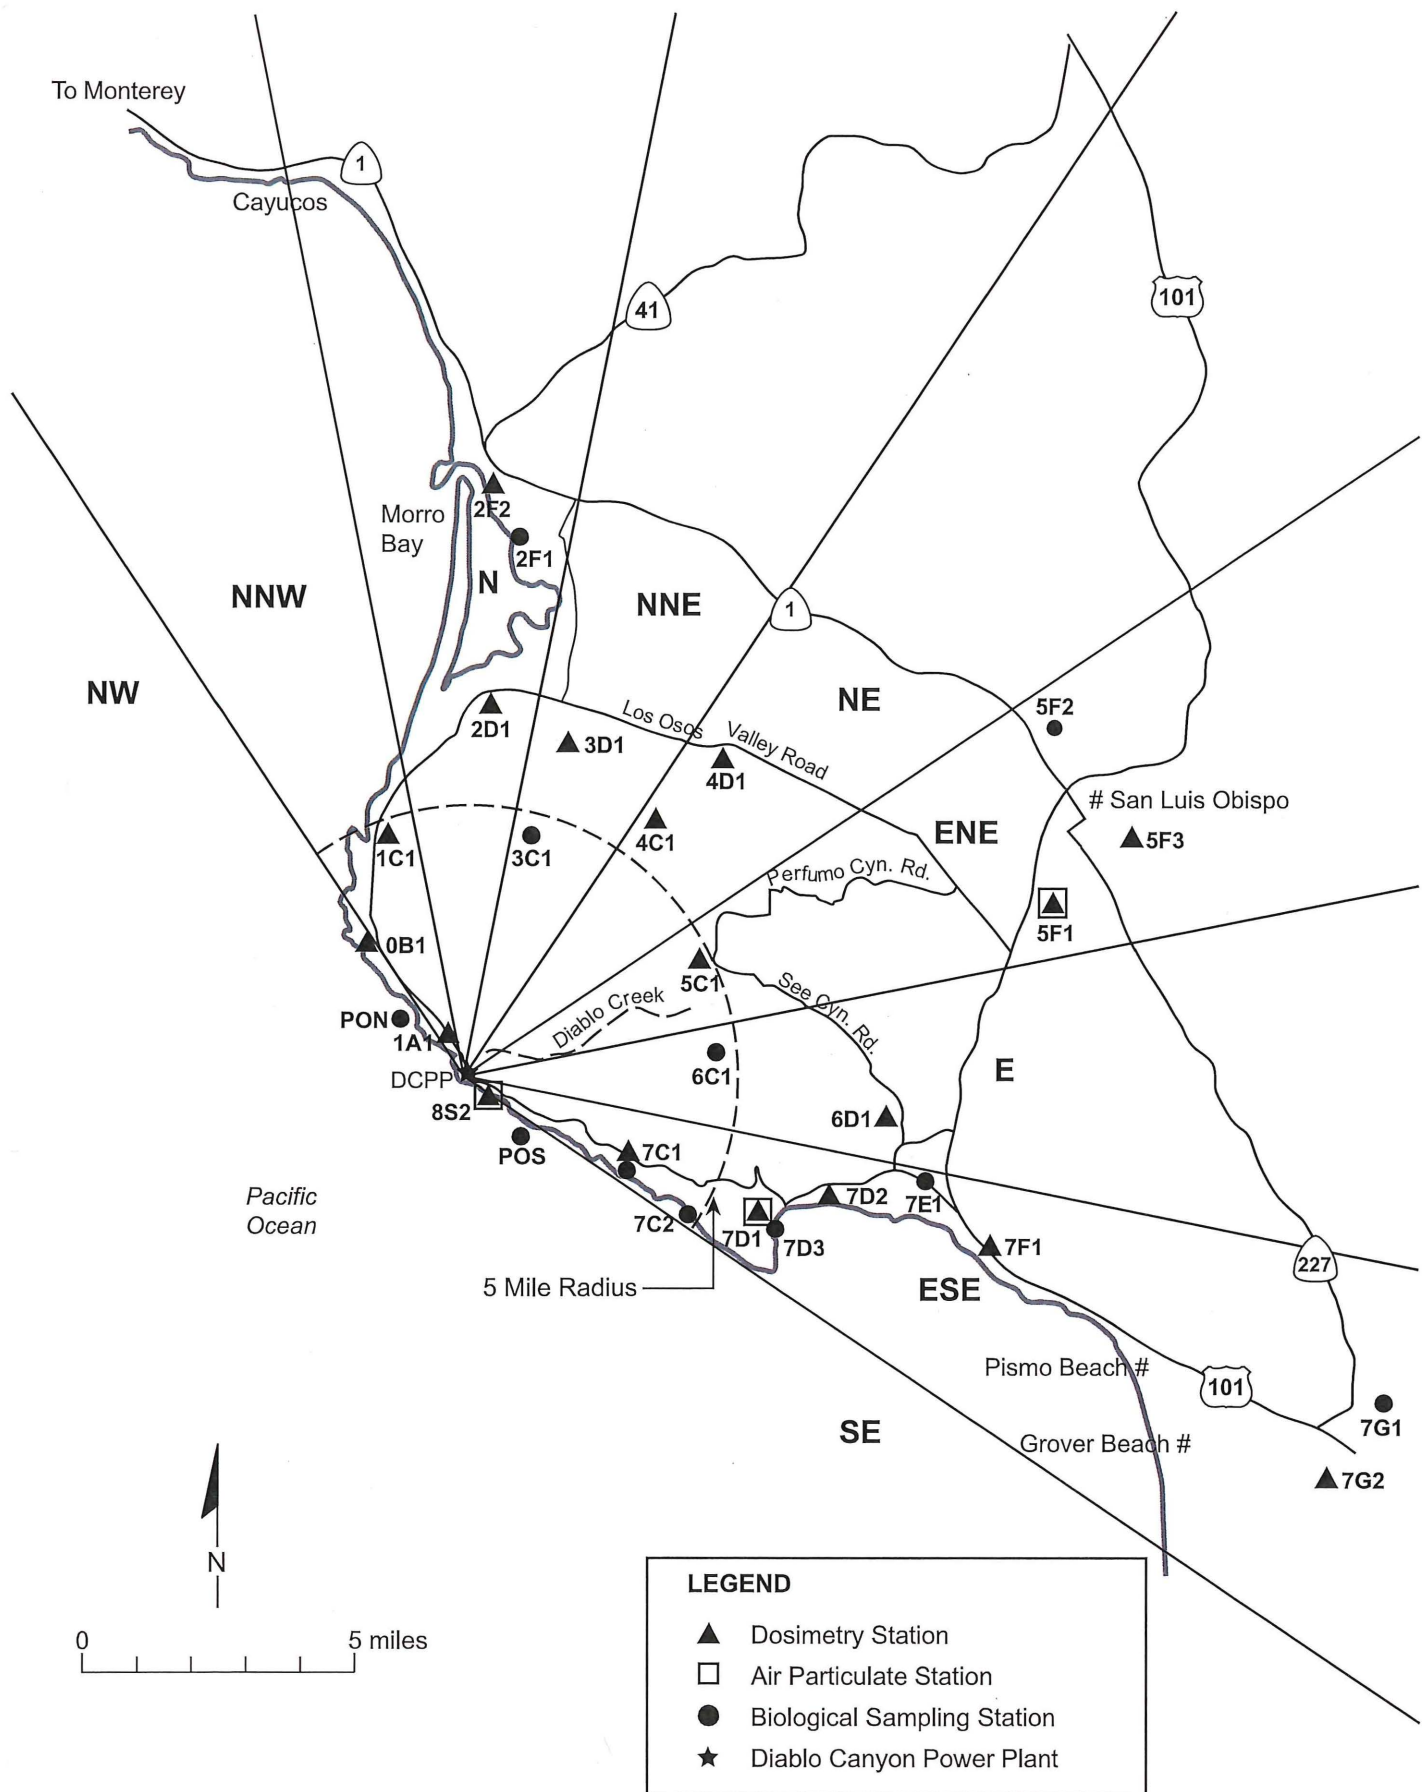 To Monterey
1
Cayucos
41
101
2F2
Morro
Bay
2F1
N
NNW
NNE
1
NW
NE
5F2
2D1
Los Osos Valley Road
3D1
4D1
# San Luis Obispo
1C1
3C1
4C1
ENE
5F3
Perfumo Cyn. Rd.
5F1
0B1
5C1
See Cyn. Rd.
Diablo Creek
PON
1A1
E
DCPP
6C1
8S2
6D1
POS
7C1
Pacific
Ocean
7D2
7E1
7C2
7D1
7D3
7F1
227
5 Mile Radius
ESE
Pismo Beach #
101
SE
7G1
Grover Beach #
7G2
N
LEGEND
0 5 miles
Dosimetry Station
Air Particulate Station
Biological Sampling Station
Diablo Canyon Power Plant